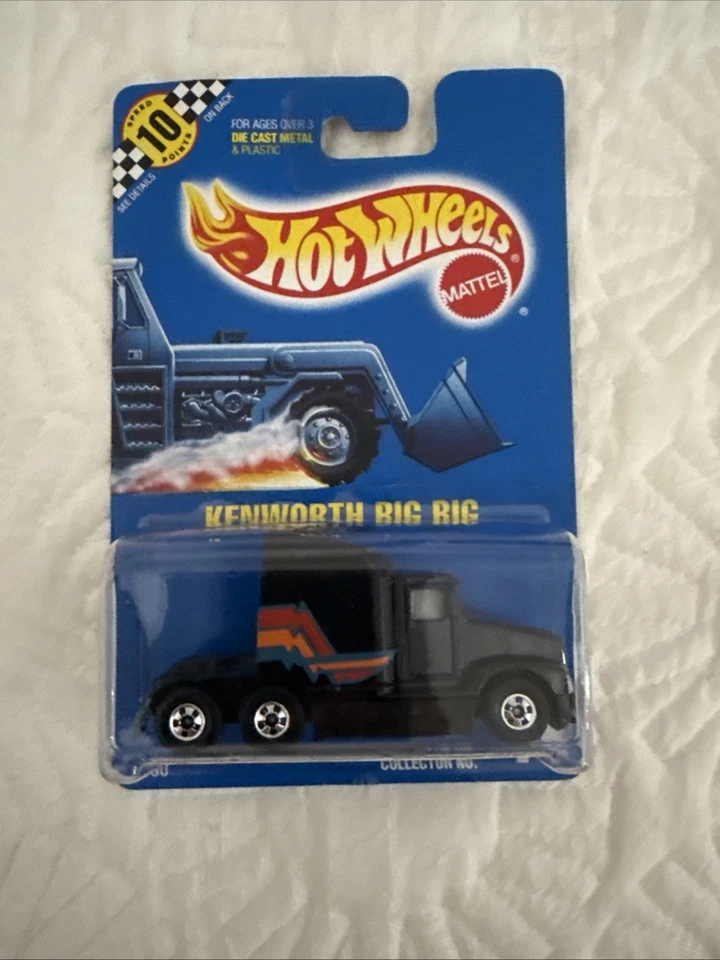 SPEED
10
POINTS
ON BACK
SEE DETAILS
FOR AGES OVER 3
DIE CAST METAL
& PLASTIC
HOT WHEELS ®
MATTEL ®
KENWORTH BIG RIG
COLLECTOR NO.